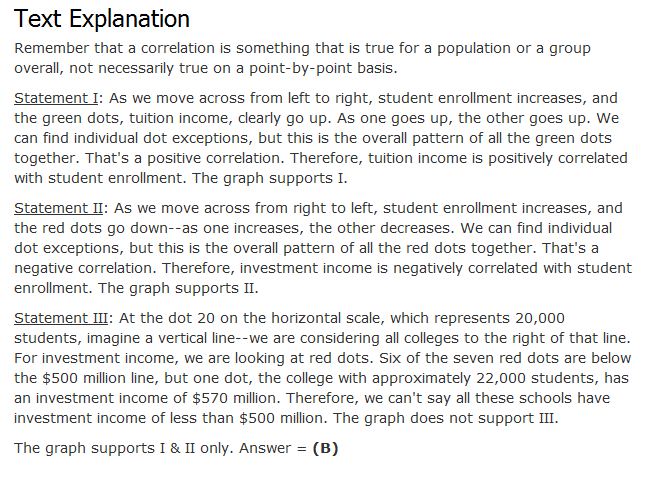 Text Explanation
Remember that a correlation is something that is true for a population or a group
overall, not necessarily true on a point-by-point basis.
Statement I: As we move across from left to right, student enrollment increases, and
the green dots, tuition income, clearly go up. As one goes up, the other goes up. We
can find individual dot exceptions, but this is the overall pattern of all the green dots
together. That's a positive correlation. Therefore, tuition income is positively correlated
with student enrollment. The graph supports I.
Statement II: As we move across from right to left, student enrollment increases, and
the red dots go down--as one increases, the other decreases. We can find individual
dot exceptions, but this is the overall pattern of all the red dots together. That's a
negative correlation. Therefore, investment income is negatively correlated with student
enrollment. The graph supports II.
Statement III: At the dot 20 on the horizontal scale, which represents 20,000
students, imagine a vertical line--we are considering all colleges to the right of that line.
For investment income, we are looking at red dots. Six of the seven red dots are below
the $500 million line, but one dot, the college with approximately 22,000 students, has
an investment income of $570 million. Therefore, we can't say all these schools have
investment income of less than $500 million. The graph does not support III.
The graph supports I & II only. Answer = (B)